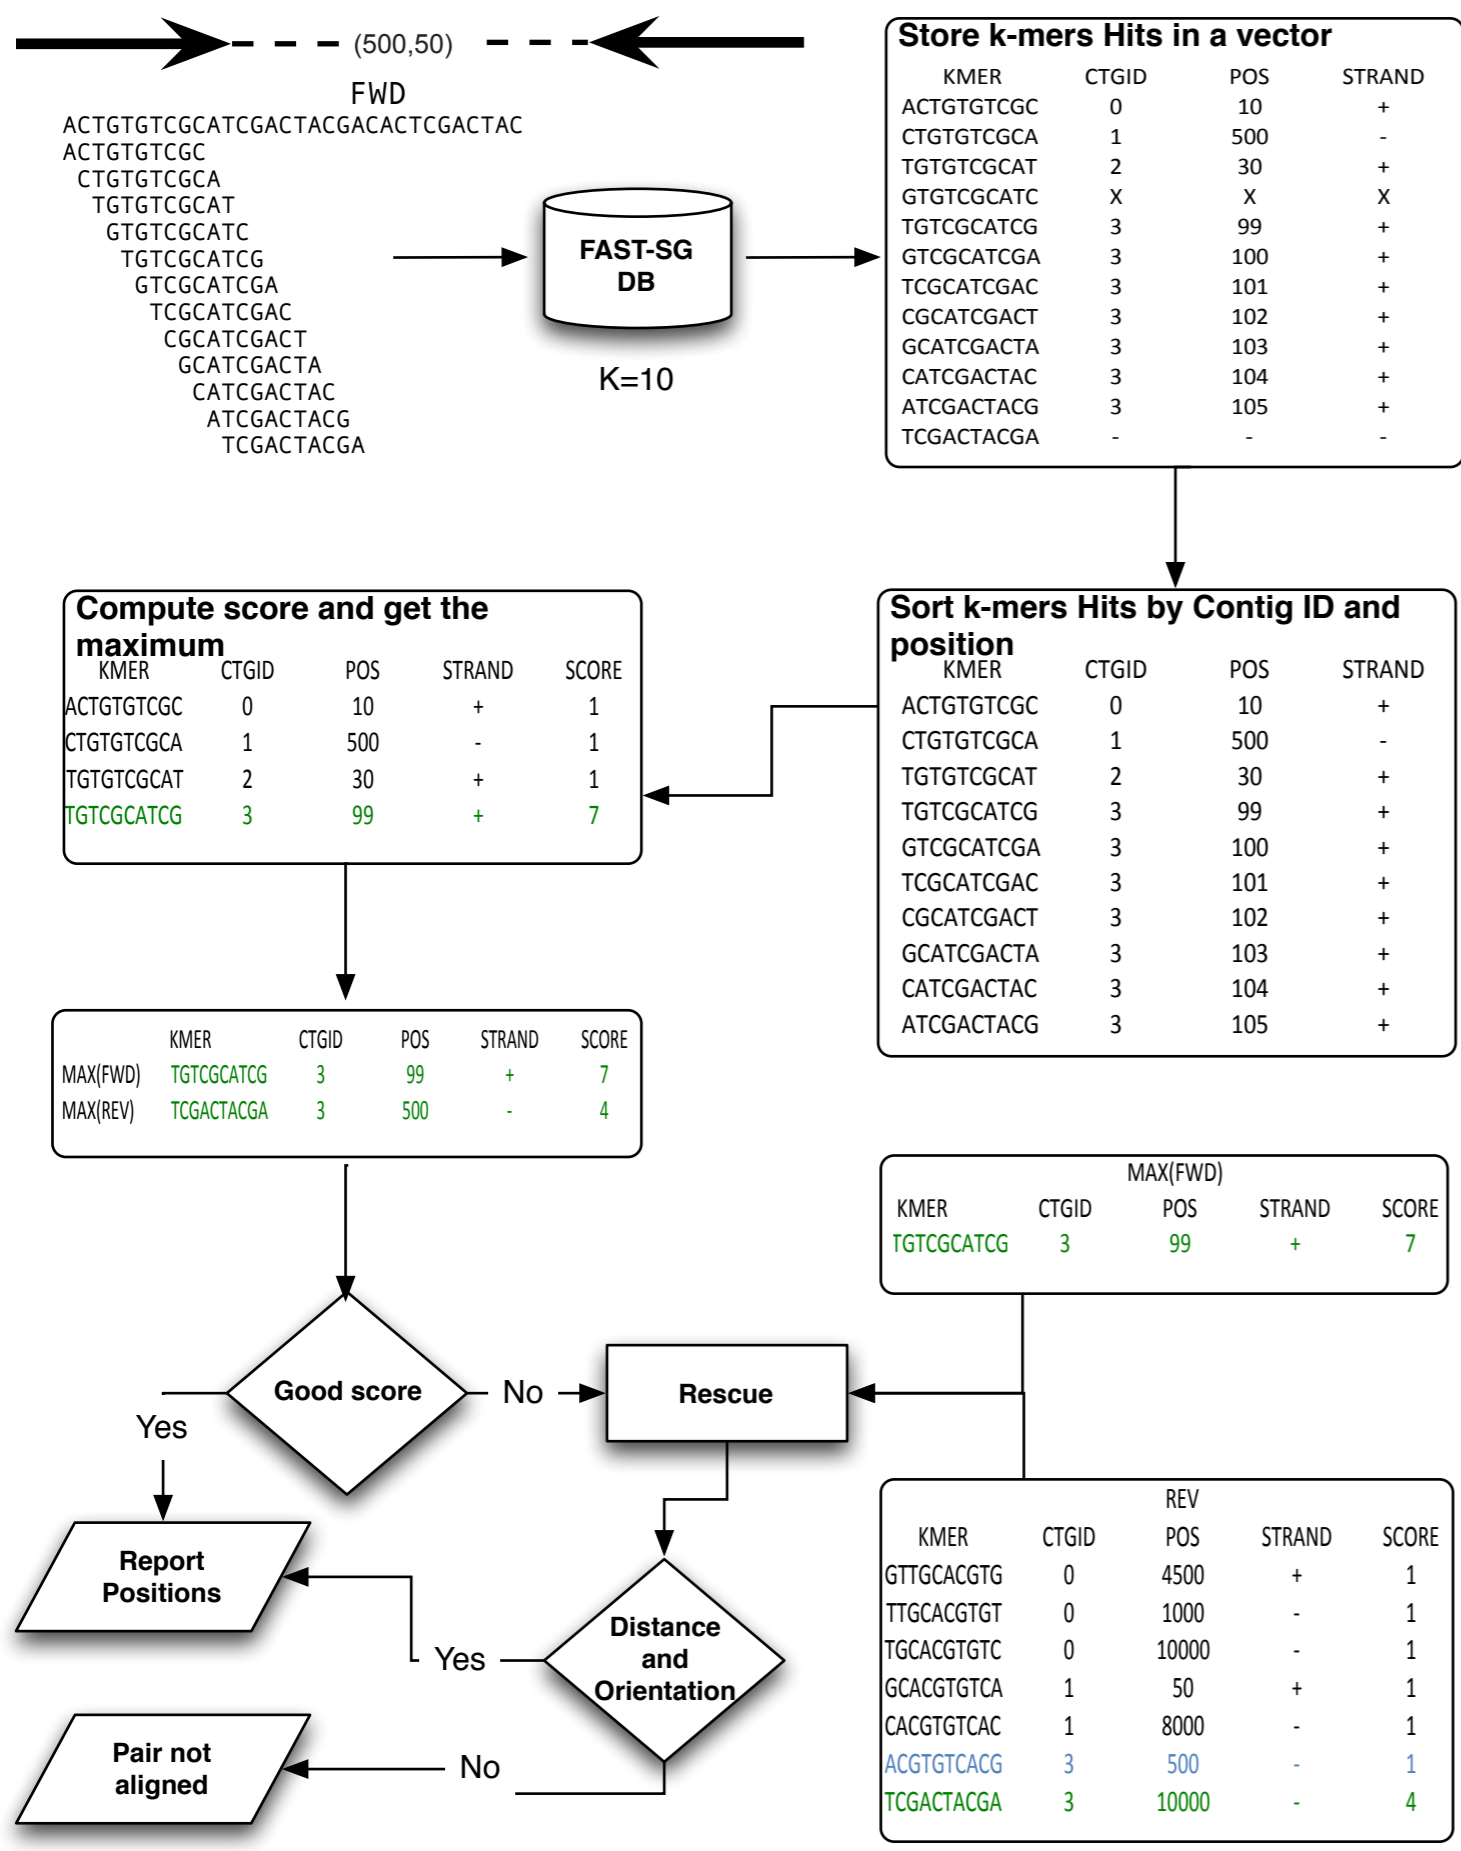 (500,50)
FWD
ACTGTGTCGCATCGACTACGACACTCGACTAC
ACTGTGTCGC
CTGTGTCGCA
TGTGTCGCAT
GTGTCGCATC
TGTCGCATCG
GTCGCATCGA
TCGCATCGAC
CGCATCGACT
GCATCGACTA
CATCGACTAC
ATCGACTACG
TCGACTACGA
FAST-SG
DB
K=10
Store k-mers Hits in a vector
KMER CTGID POS STRAND
ACTGTGTCGC 0 10 +
CTGTGTCGCA 1 500 -
TGTGTCGCAT 2 30 +
GTGTCGCATC X X X
TGTCGCATCG 3 99 +
GTCGCATCGA 3 100 +
TCGCATCGAC 3 101 +
CGCATCGACT 3 102 +
GCATCGACTA 3 103 +
CATCGACTAC 3 104 +
ATCGACTACG 3 105 +
TCGACTACGA - - -
Sort k-mers Hits by Contig ID and
position
KMER CTGID POS STRAND
ACTGTGTCGC 0 10 +
CTGTGTCGCA 1 500 -
TGTGTCGCAT 2 30 +
TGTCGCATCG 3 99 +
GTCGCATCGA 3 100 +
TCGCATCGAC 3 101 +
CGCATCGACT 3 102 +
GCATCGACTA 3 103 +
CATCGACTAC 3 104 +
ATCGACTACG 3 105 +
Compute score and get the
maximum
KMER CTGID POS STRAND SCORE
ACTGTGTCGC 0 10 + 1
CTGTGTCGCA 1 500 - 1
TGTGTCGCAT 2 30 + 1
TGTCGCATCG 3 99 + 7
KMER CTGID POS STRAND SCORE
MAX(FWD) TGTCGCATCG 3 99 + 7
MAX(REV) TCGACTACGA 3 500 - 4
MAX(FWD)
KMER CTGID POS STRAND SCORE
TGTCGCATCG 3 99 + 7
Good score
No
Rescue
Yes
Report
Positions
REV
KMER CTGID POS STRAND SCORE
GTTGCACGTG 0 4500 + 1
TTGCACGTGT 0 1000 - 1
TGCACGTGTC 0 10000 - 1
GCACGTGTCA 1 50 + 1
CACGTGTCAC 1 8000 - 1
ACGTGTCACG 3 500 - 1
TCGACTACGA 3 10000 - 4
Distance
and
Orientation
Yes
No
Pair not
aligned